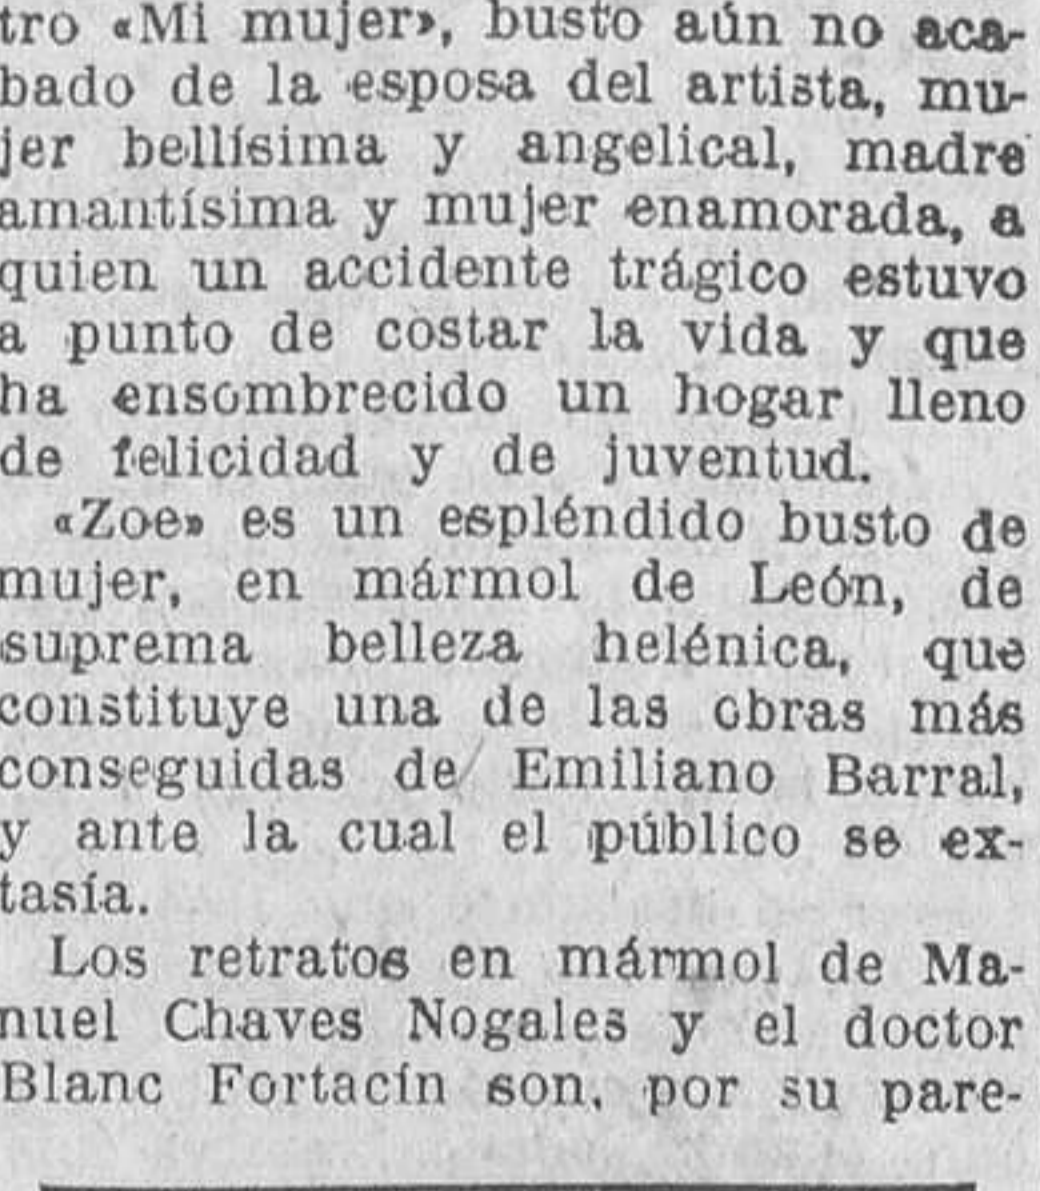 tro «Mi mujer», busto aún no aca-
bado de la esposa del artista, mu-
jer bellísima y angelical, madre
amantísima y mujer enamorada, a
quien un accidente trágico estuvo
a punto de costar la vida y que
ha ensombrecido un hogar lleno
de felicidad y de juventud.
«Zoe» es un espléndido busto de
mujer, en mármol de León, de
suprema belleza helénica, que
constituye una de las obras más
conseguidas de Emiliano Barral,
y ante la cual el público se ex-
tasía.
Los retratos en mármol de Ma-
nuel Chaves Nogales y el doctor
Blanc Fortacín son, por su pare-